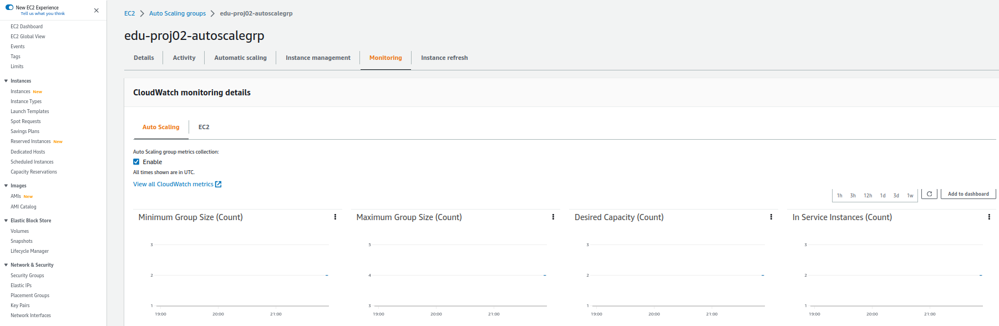 New EC2 Experience
Tell us what you think
EC2 Dashboard
EC2 Global View
Events
Tags
Limits
Instances
Instances New
Instance Types
Launch Templates
Spot Requests
Savings Plans
Reserved Instances New
Dedicated Hosts
Scheduled Instances
Capacity Reservations
Images
AMIs New
AMI Catalog
Elastic Block Store
Volumes
Snapshots
Lifecycle Manager
Network & Security
Security Groups
Elastic IPs
Placement Groups
Key Pairs
Network Interfaces
EC2 Auto Scaling groups edu-proj02-autoscalegrp
edu-proj02-autoscalegrp
Details Activity Automatic scaling Instance management Monitoring Instance refresh
CloudWatch monitoring details
Auto Scaling EC2
Auto Scaling group metrics collection:
Enable
All times shown are in UTC.
View all CloudWatch metrics
1h 3h 12h 1d 3d 1w Add to dashboard
Minimum Group Size (Count)
3
2
1
19:00 20:00 21:00
Maximum Group Size (Count)
5
4
3
19:00 20:00 21:00
Desired Capacity (Count)
3
2
1
19:00 20:00 21:00
In Service Instances (Count)
3
2
1
19:00 20:00 21:00